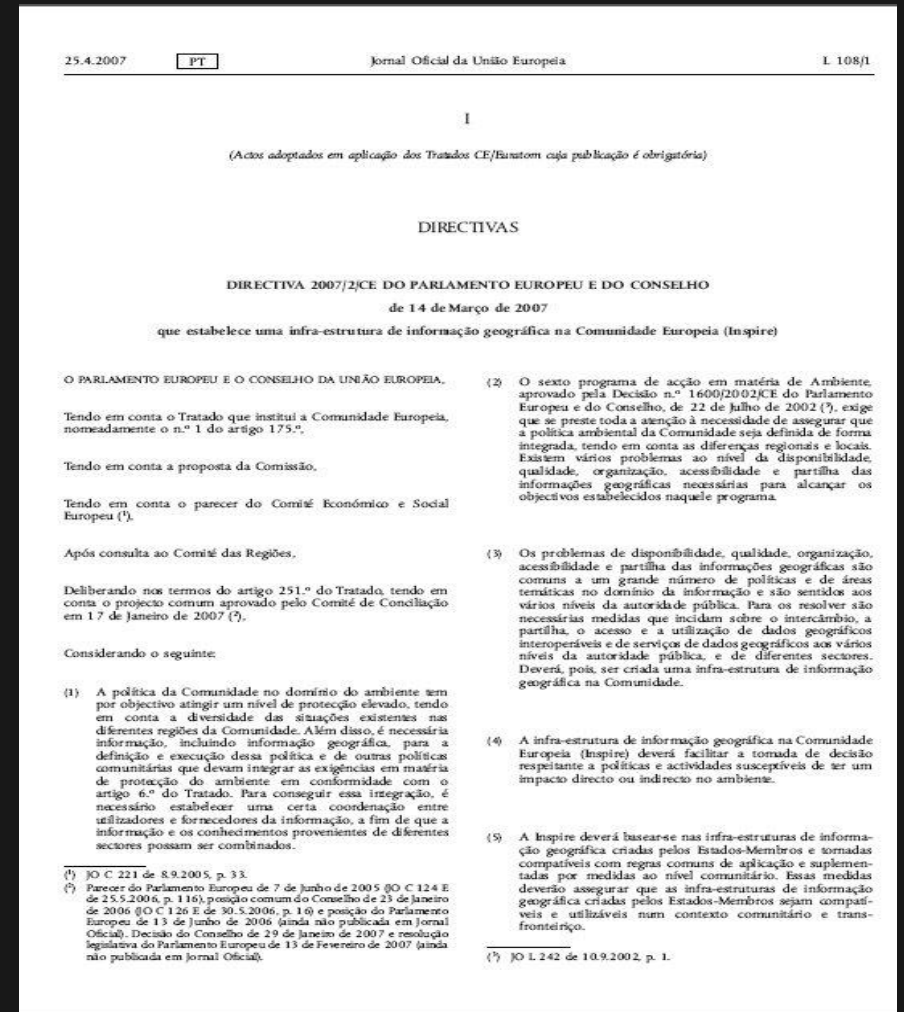 25.4.2007 PT Jornal Oficial da União Europeia L 108/1
I
(Actos adoptados em aplicação dos Tratados CE/Euratom cuja publicação é obrigatória)
DIRECTIVAS
DIRECTIVA 2007/2/CE DO PARLAMENTO EUROPEU E DO CONSELHO
de 14 de Março de 2007
que estabelece uma infra-estrutura de informação geográfica na Comunidade Europeia (Inspire)
O PARLAMENTO EUROPEU E O CONSELHO DA UNIÃO EUROPEIA,
Tendo em conta o Tratado que institui a Comunidade Europeia,
nomeadamente o n.º 1 do artigo 175.º,
Tendo em conta a proposta da Comissão,
Tendo em conta o parecer do Comité Económico e Social
Europeu (¹),
Após consulta ao Comité das Regiões,
Deliberando nos termos do artigo 251.º do Tratado, tendo em
conta o projecto comum aprovado pelo Comité de Conciliação
em 17 de Janeiro de 2007 (²),
Considerando o seguinte:
(1) A política da Comunidade no domínio do ambiente tem
por objectivo atingir um nível de protecção elevado, tendo
em conta a diversidade das situações existentes nas
diferentes regiões da Comunidade. Além disso, é necessária
informação, incluindo informação geográfica, para a
definição e execução dessa política e de outras políticas
comunitárias que devam integrar as exigências em matéria
de protecção do ambiente em conformidade com o
artigo 6.º do Tratado. Para conseguir essa integração, é
necessário estabelecer uma certa coordenação entre
utilizadores e fornecedores da informação, a fim de que a
informação e os conhecimentos provenientes de diferentes
sectores possam ser combinados.
(¹) JO C 221 de 8.9.2005, p. 33.
(²) Parecer do Parlamento Europeu de 7 de Junho de 2005 (JO C 124 E
de 25.5.2006, p. 116), posição comum do Conselho de 23 de Janeiro
de 2006 (JO C 126 E de 30.5.2006, p. 16) e posição do Parlamento
Europeu de 13 de Junho de 2006 (ainda não publicada em Jornal
Oficial). Decisão do Conselho de 29 de Janeiro de 2007 e resolução
legislativa do Parlamento Europeu de 13 de Fevereiro de 2007 (ainda
não publicada em Jornal Oficial).
(2) O sexto programa de acção em matéria de Ambiente,
aprovado pela Decisão n.º 1600/2002/CE do Parlamento
Europeu e do Conselho, de 22 de Julho de 2002 (³), exige
que se preste toda a atenção à necessidade de assegurar que
a política ambiental da Comunidade seja definida de forma
integrada, tendo em conta as diferenças regionais e locais.
Existem vários problemas ao nível da disponibilidade,
qualidade, organização, acessibilidade e partilha das
informações geográficas necessárias para alcançar os
objectivos estabelecidos naquele programa.
(3) Os problemas de disponibilidade, qualidade, organização,
acessibilidade e partilha das informações geográficas são
comuns a um grande número de políticas e de áreas
temáticas no domínio da informação e são sentidos aos
vários níveis da autoridade pública. Para os resolver são
necessárias medidas que incidam sobre o intercâmbio, a
partilha, o acesso e a utilização de dados geográficos
interoperáveis e de serviços de dados geográficos aos vários
níveis da autoridade pública, e de diferentes sectores.
Deverá, pois, ser criada uma infra-estrutura de informação
geográfica na Comunidade.
(4) A infra-estrutura de informação geográfica na Comunidade
Europeia (Inspire) deverá facilitar a tomada de decisão
respeitante a políticas e actividades susceptíveis de ter um
impacto directo ou indirecto no ambiente.
(5) A Inspire deverá basear-se nas infra-estruturas de informa-
ção geográfica criadas pelos Estados-Membros e tornadas
compatíveis com regras comuns de aplicação e suplemen-
tadas por medidas ao nível comunitário. Essas medidas
deverão assegurar que as infra-estruturas de informação
geográfica criadas pelos Estados-Membros sejam compatí-
veis e utilizáveis num contexto comunitário e trans-
fronteiriço.
(³) JO L 242 de 10.9.2002, p. 1.